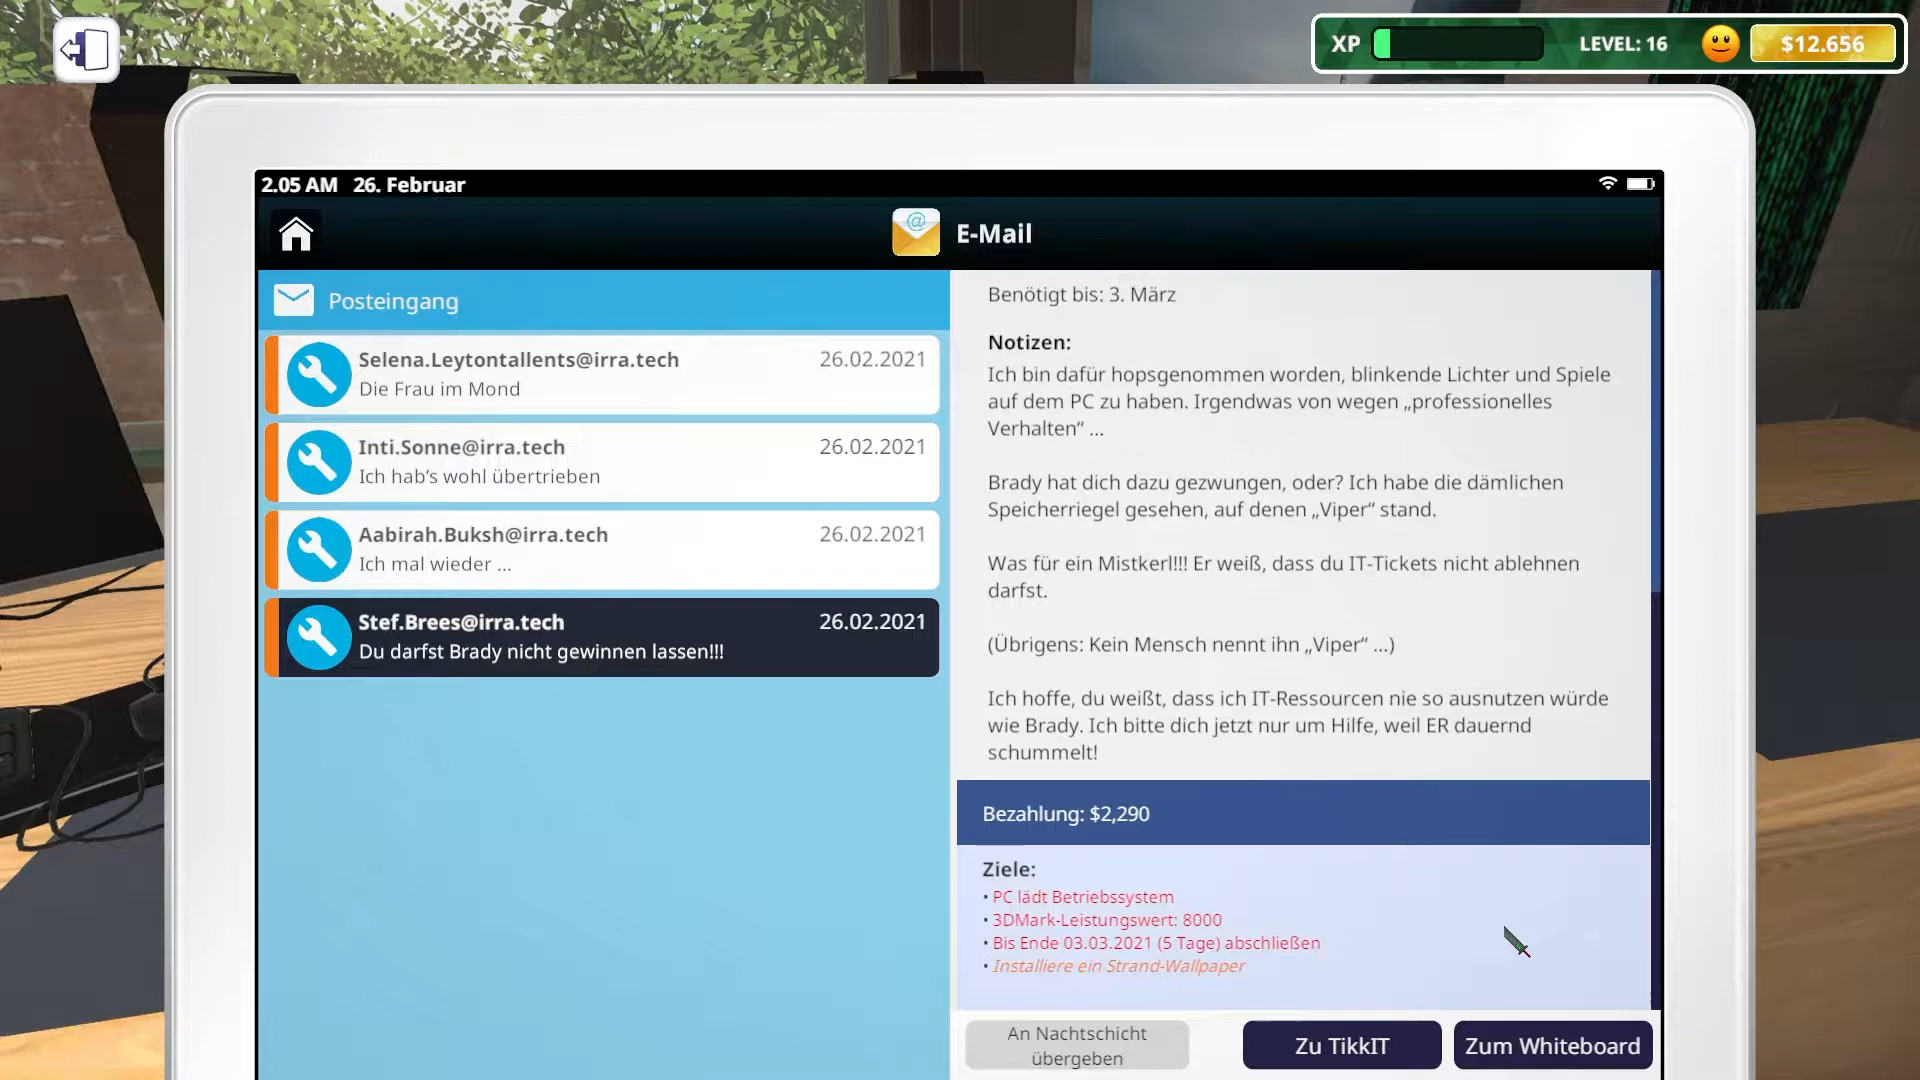 XP
LEVEL: 16
$12.656
2.05 AM 26. Februar
E-Mail
Posteingang
Selena.Leytontallents@irra.tech 26.02.2021
Die Frau im Mond
Inti.Sonne@irra.tech 26.02.2021
Ich hab's wohl übertrieben
Aabirah.Buksh@irra.tech 26.02.2021
Ich mal wieder ...
Stef.Brees@irra.tech 26.02.2021
Du darfst Brady nicht gewinnen lassen!!!
Benötigt bis: 3. März
Notizen:
Ich bin dafür hopsgenommen worden, blinkende Lichter und Spiele
auf dem PC zu haben. Irgendwas von wegen „professionelles
Verhalten“ ...
Brady hat dich dazu gezwungen, oder? Ich habe die dämlichen
Speicherriegel gesehen, auf denen „Viper“ stand.
Was für ein Mistkerl!!! Er weiß, dass du IT-Tickets nicht ablehnen
darfst.
(Übrigens: Kein Mensch nennt ihn „Viper“ ...)
Ich hoffe, du weißt, dass ich IT-Ressourcen nie so ausnutzen würde
wie Brady. Ich bitte dich jetzt nur um Hilfe, weil ER dauernd
schummelt!
Bezahlung: $2,290
Ziele:
• PC lädt Betriebssystem
• 3DMark-Leistungswert: 8000
• Bis Ende 03.03.2021 (5 Tage) abschließen
• Installiere ein Strand-Wallpaper
An Nachtschicht
übergeben
Zu TikkIT
Zum Whiteboard